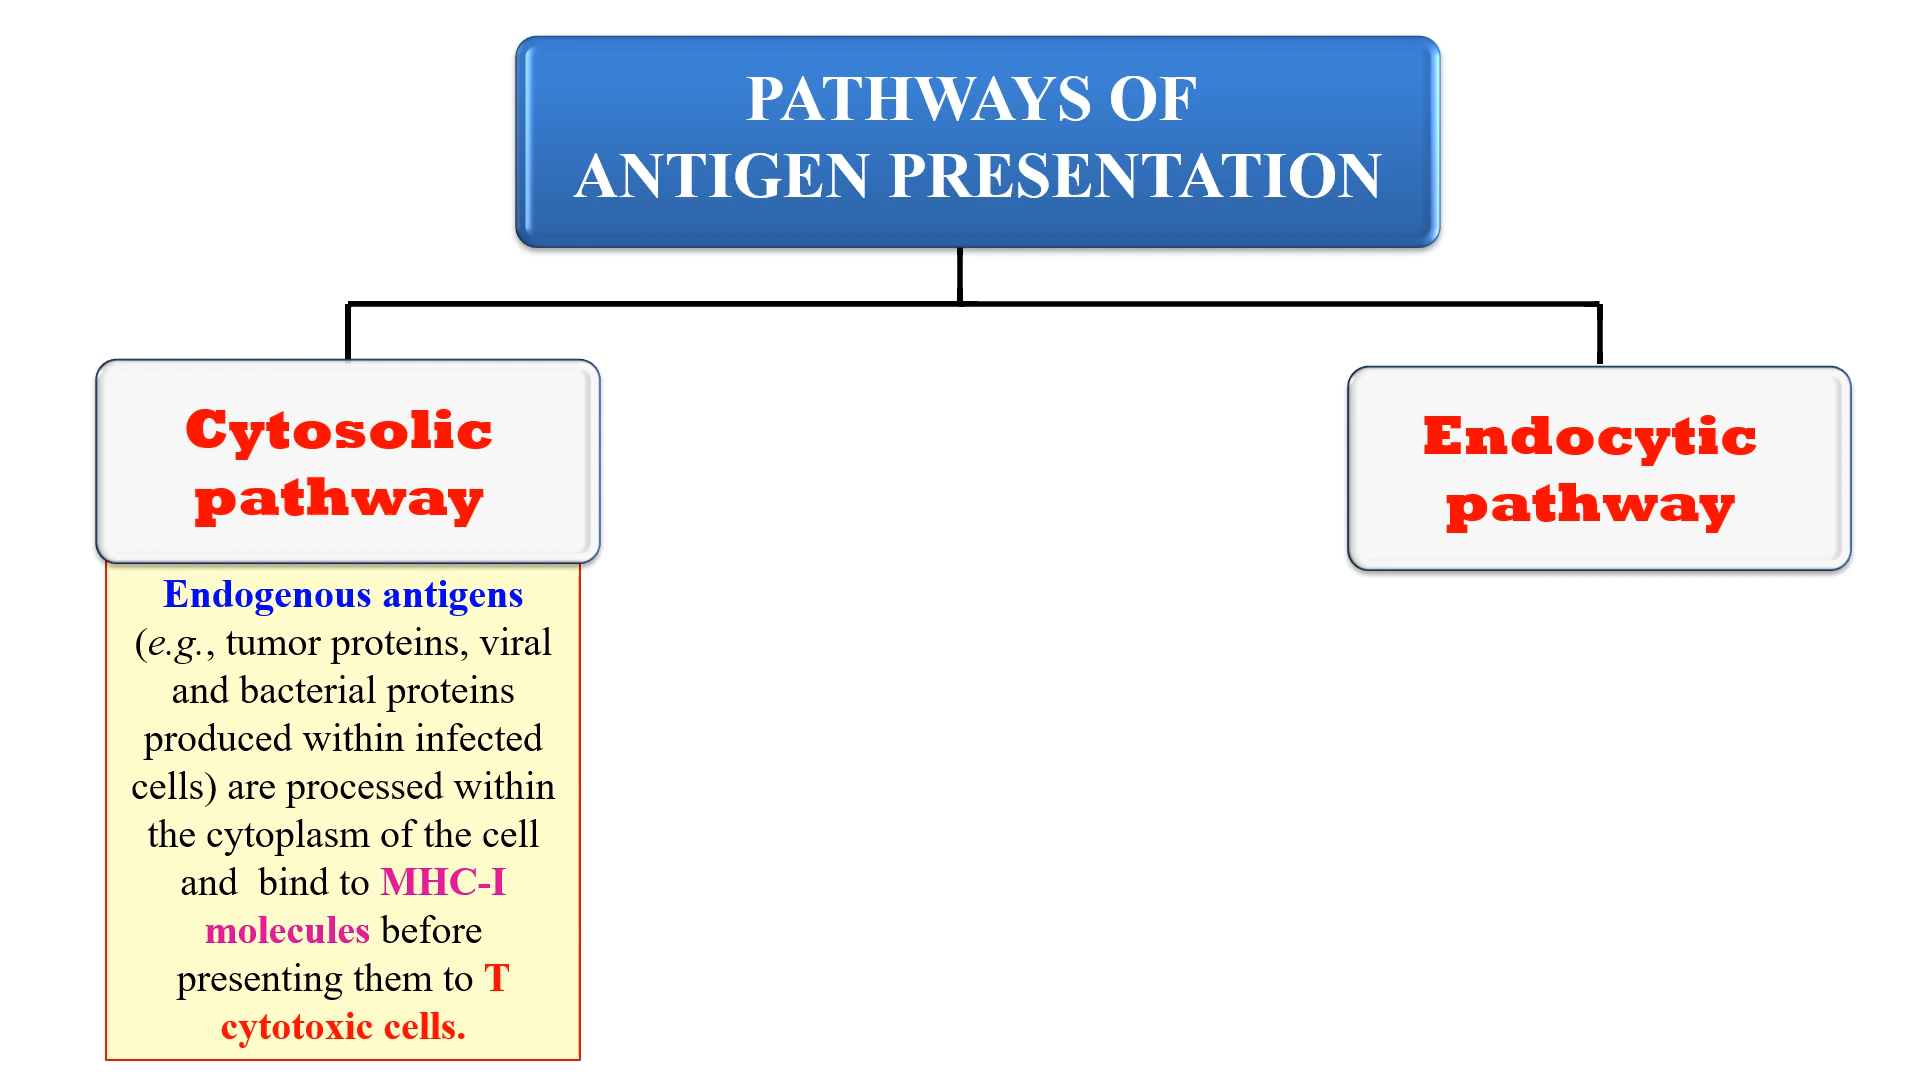 PATHWAYS OF
ANTIGEN PRESENTATION
Cytosolic
pathway
Endocytic
pathway
Endogenous antigens
(e.g., tumor proteins, viral
and bacterial proteins
produced within infected
cells) are processed within
the cytoplasm of the cell
and  bind to MHC-I
molecules before
presenting them to T
cytotoxic cells.